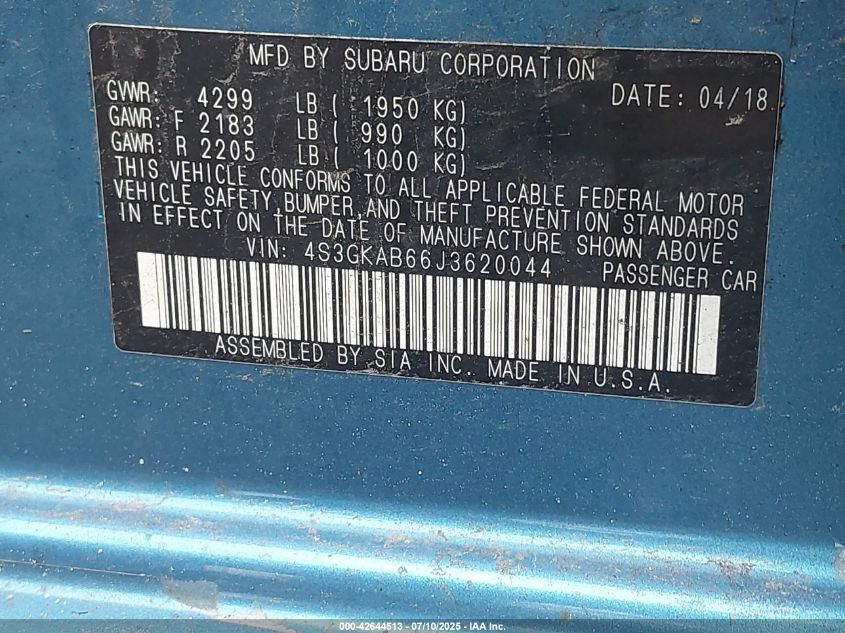 MFD BY SUBARU CORPORATION
GVWR: 4299 LB ( 1950 KG) DATE: 04/18
GAWR: F 2183 LB ( 990 KG)
GAWR: R 2205 LB ( 1000 KG)
THIS VEHICLE CONFORMS TO ALL APPLICABLE FEDERAL MOTOR
VEHICLE SAFETY, BUMPER, AND THEFT PREVENTION STANDARDS
IN EFFECT ON THE DATE OF MANUFACTURE SHOWN ABOVE.
VIN: 4S3GKAB66J3620044 PASSENGER CAR
ASSEMBLED BY SIA INC. MADE IN U.S.A.
000-42644513 - 07/10/2025 - IAA Inc.